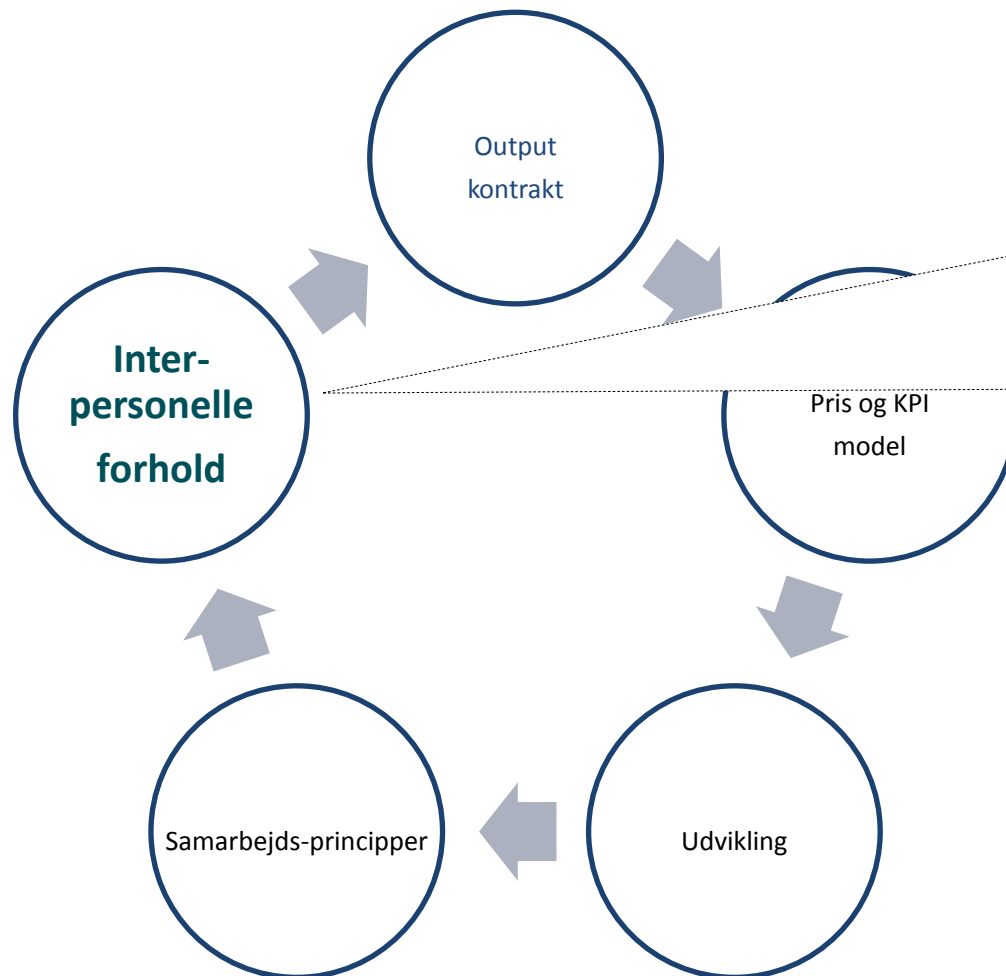 Output
kontrakt
Inter-
personelle
forhold
Pris og KPI
model
Samarbejds-principper
Udvikling